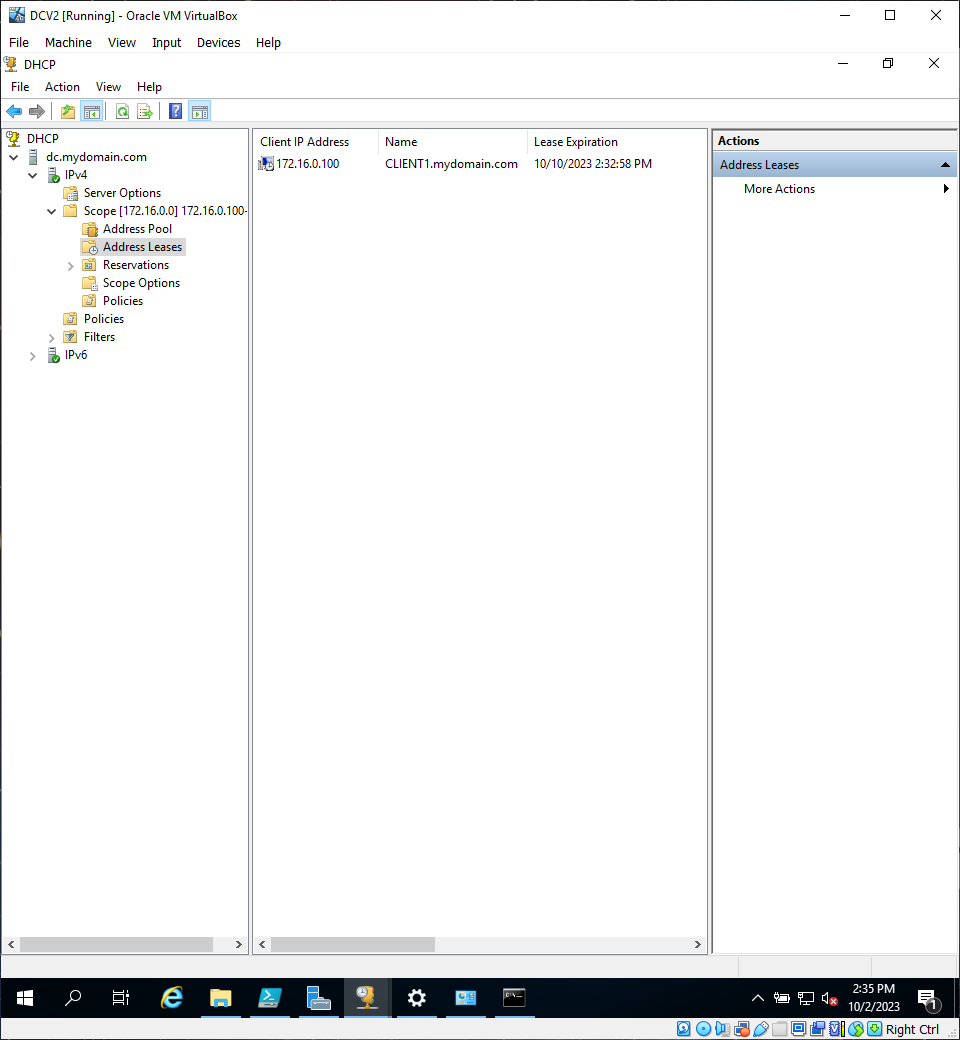 DCV2 [Running] - Oracle VM VirtualBox
File Machine View Input Devices Help
DHCP
File Action View Help
DHCP
dc.mydomain.com
IPv4
Server Options
Scope [172.16.0.0] 172.16.0.100-
Address Pool
Address Leases
Reservations
Scope Options
Policies
Policies
Filters
IPv6
Client IP Address Name Lease Expiration
172.16.0.100 CLIENT1.mydomain.com 10/10/2023 2:32:58 PM
Actions
Address Leases
More Actions
2:35 PM
10/2/2023
1
Right Ctrl